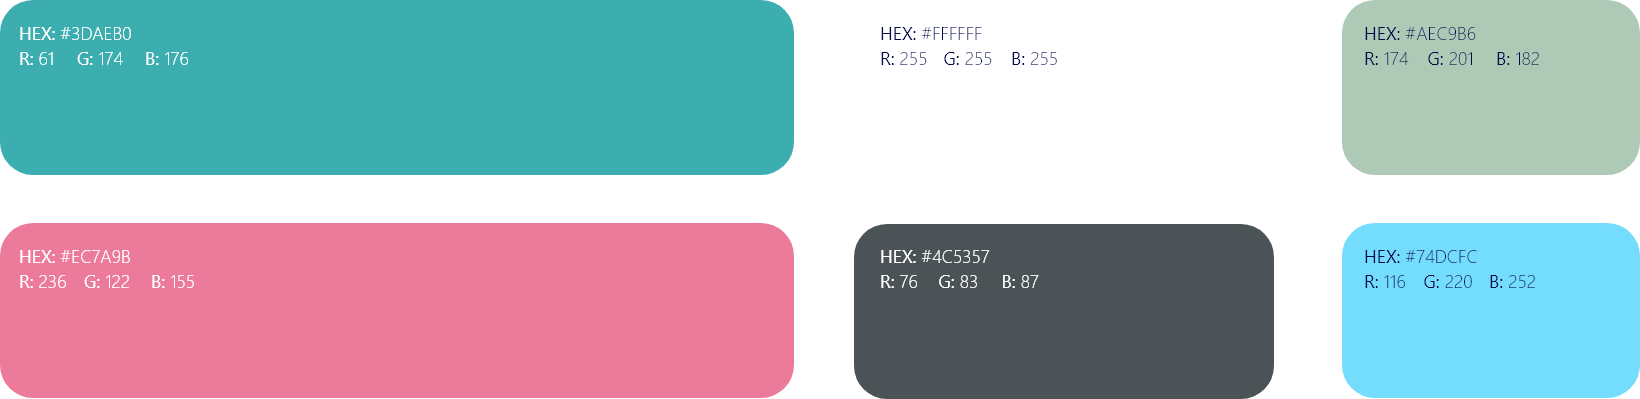 HEX: #3DAEB0
R: 61 G: 174 B: 176
HEX: #FFFFFF
R: 255 G: 255 B: 255
HEX: #AEC9B6
R: 174 G: 201 B: 182
HEX: #EC7A9B
R: 236 G: 122 B: 155
HEX: #4C5357
R: 76 G: 83 B: 87
HEX: #74DCFC
R: 116 G: 220 B: 252